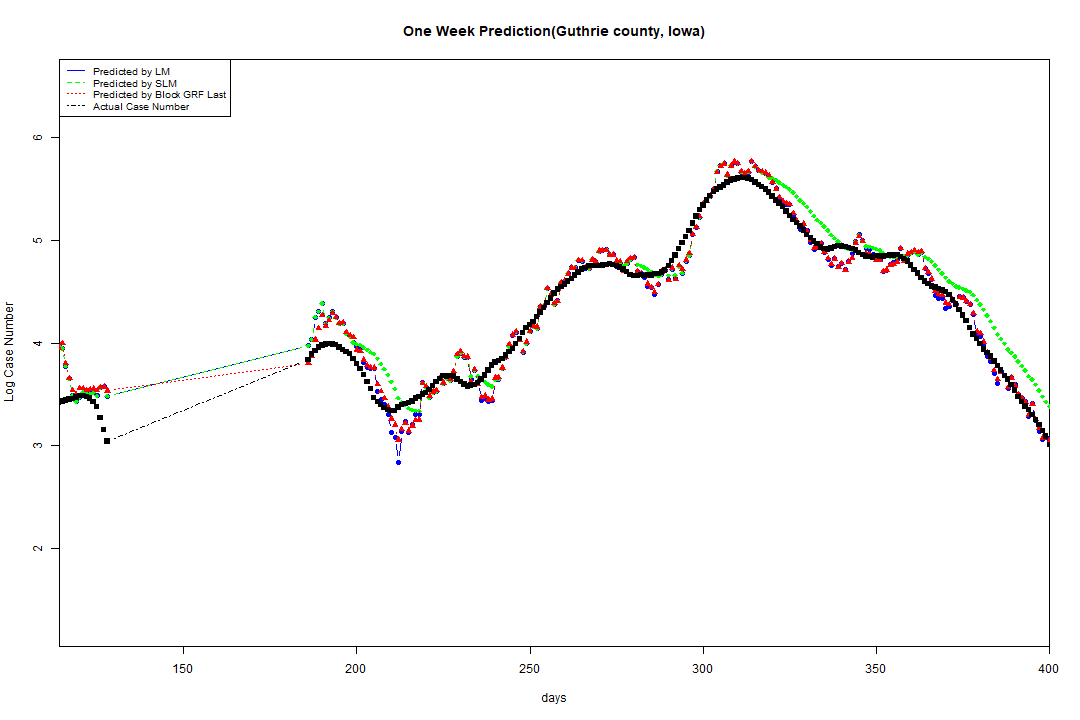 One Week Prediction(Guthrie county, Iowa)
Predicted by LM
Predicted by SLM
Predicted by Block GRF Last
Actual Case Number
6
5
4
3
2
Log Case Number
150 200 250 300 350 400
days